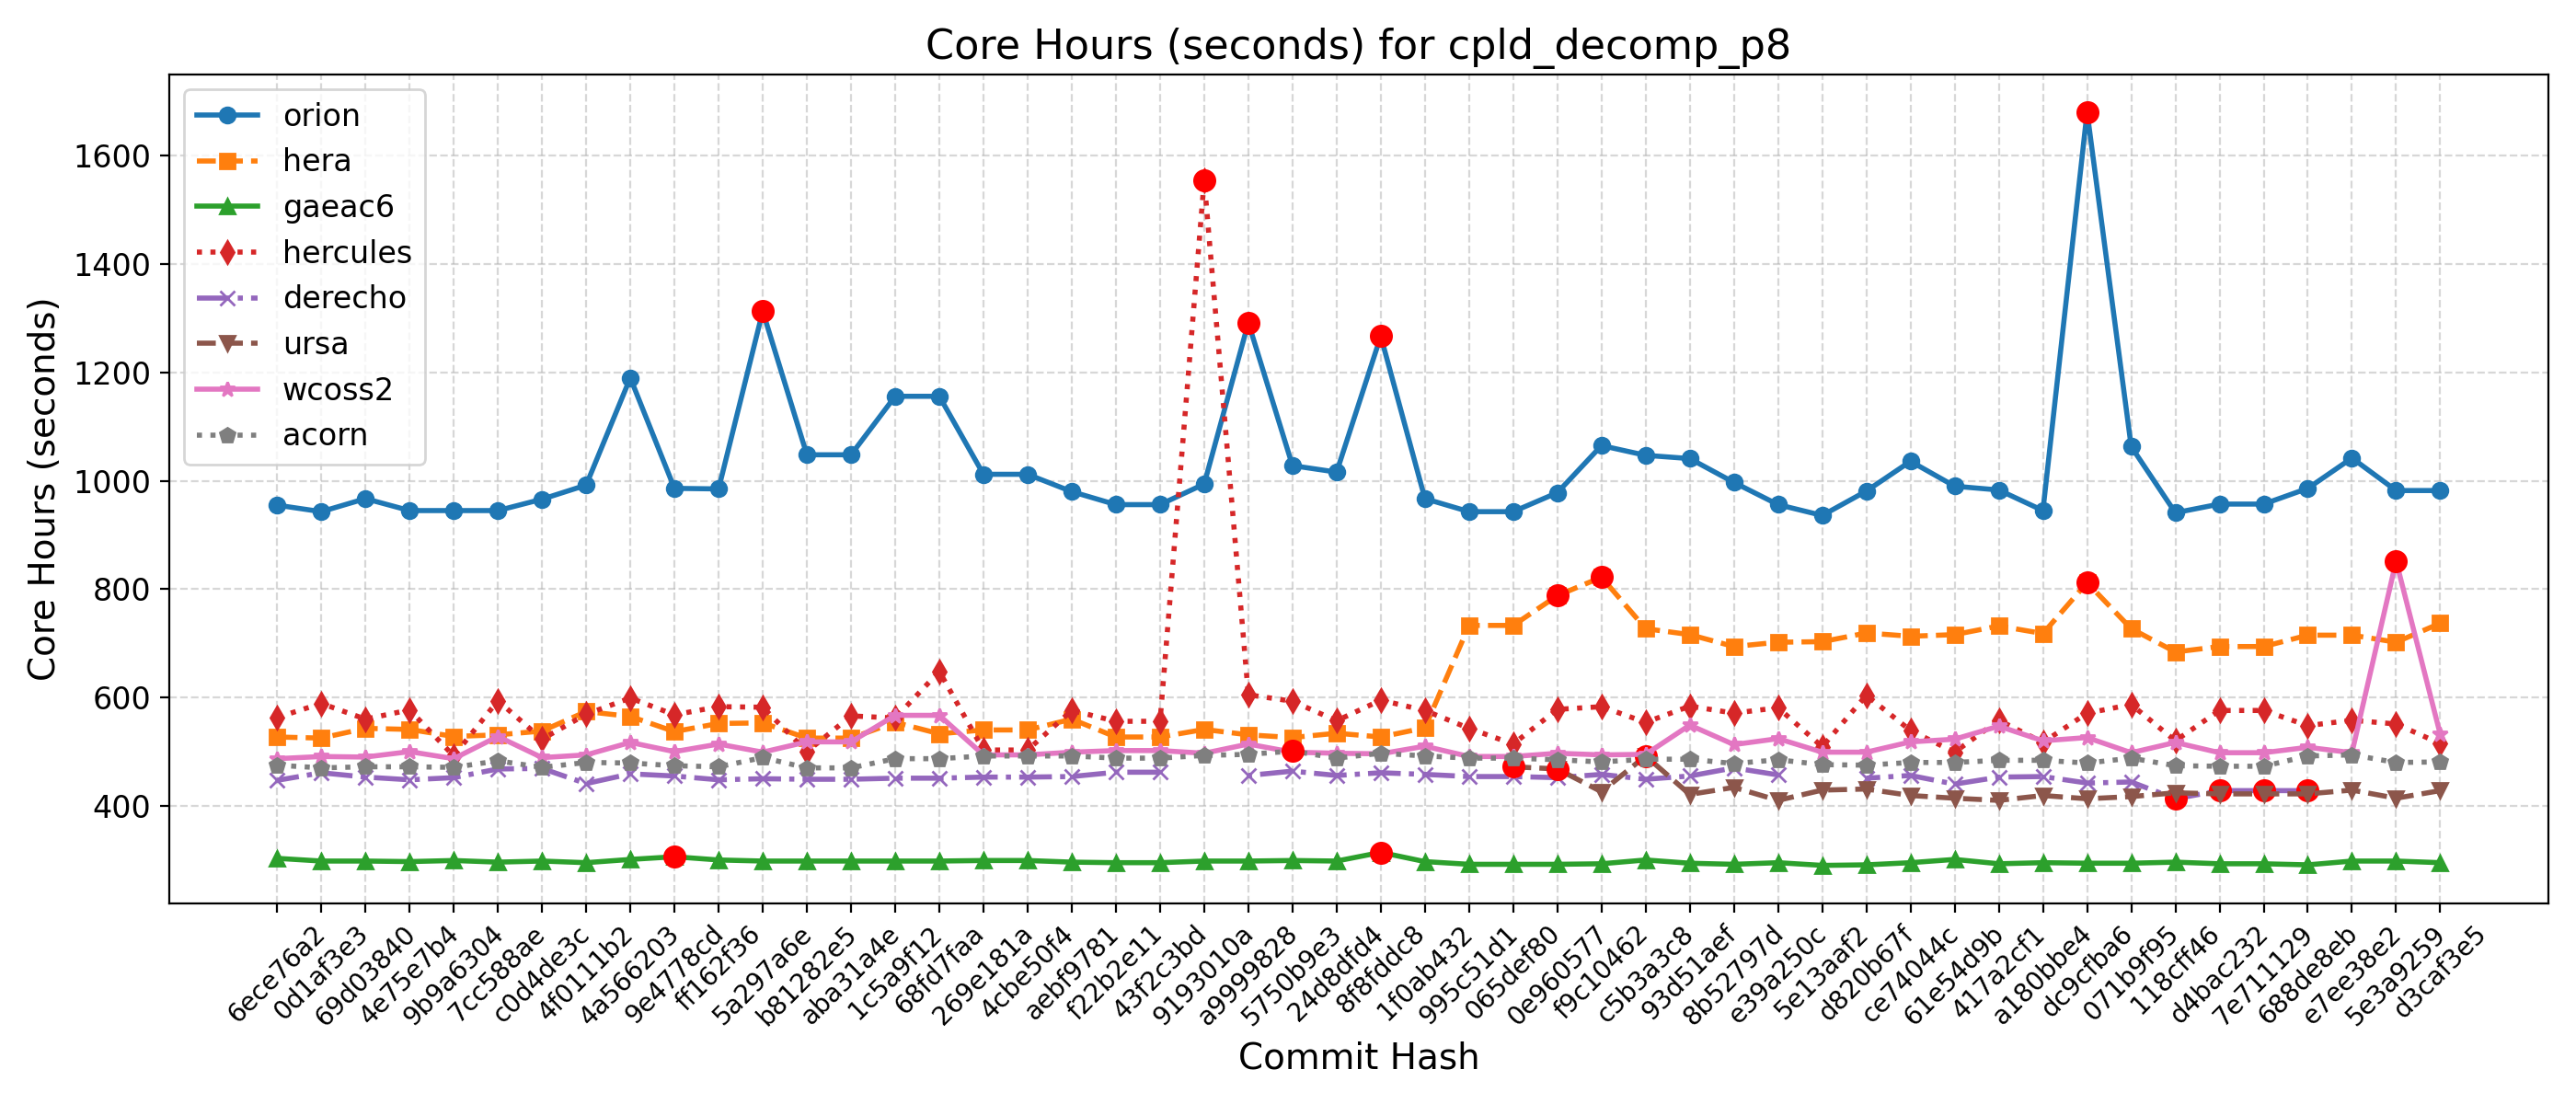 Core Hours (seconds) for cpld_decomp_p8
orion
hera
gaeac6
hercules
derecho
ursa
wcoss2
acorn
Core Hours (seconds)
1600
1400
1200
1000
800
600
400
6ece76a2
0d1af3e3
69d03840
4e75e7b4
9b9a6304
7cc588ae
c0d4de3c
4f0111b2
4a566203
9e4778cd
ff162f36
5a297a6e
b81282e5
aba31a4e
1c5a9f12
68fd7faa
269e181a
4cbe50f4
aebf9781
f22b2e11
43f2c3bd
9193010a
a9999828
5750b9e3
24d8dfd4
8f8fddc8
1f0ab432
995c51d1
065def80
0e960577
f9c10462
c5b3a3c8
93d51aef
8b52797d
e39a250c
5e13aaf2
d820b67f
ce74044c
61e54d9b
417a2cf1
a180bbe4
dc9cfba6
071b9f95
118cff46
d4bac232
7e711129
688de8eb
e7ee38e2
5e3a9259
d3caf3e5
Commit Hash